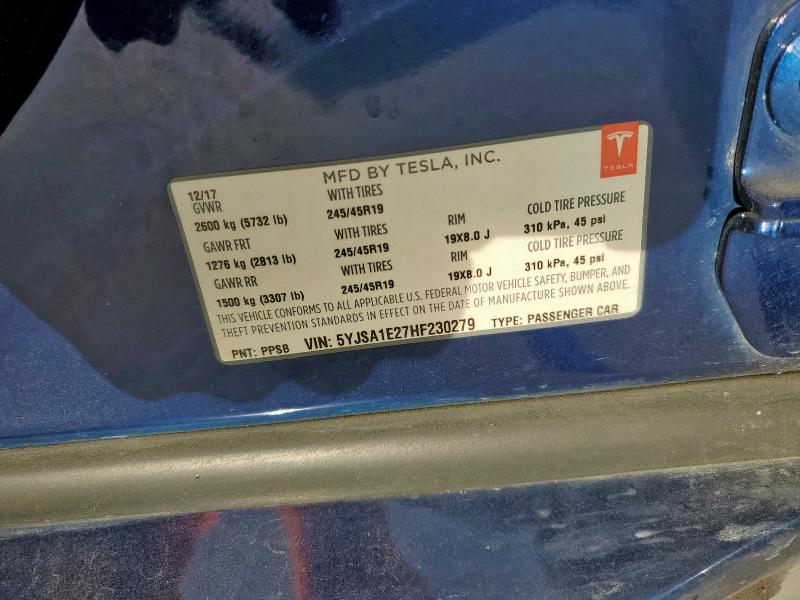 MFD BY TESLA, INC.
TESLA
12/17
GVWR WITH TIRES
2600 kg (5732 lb) 245/45R19 RIM COLD TIRE PRESSURE
GAWR FRT WITH TIRES 19X8.0 J 310 kPa, 45 psi
1276 kg (2813 lb) 245/45R19 RIM COLD TIRE PRESSURE
GAWR RR WITH TIRES 19X8.0 J 310 kPa, 45 psi
1500 kg (3307 lb) 245/45R19
THIS VEHICLE CONFORMS TO ALL APPLICABLE U.S. FEDERAL MOTOR VEHICLE SAFETY, BUMPER, AND
THEFT PREVENTION STANDARDS IN EFFECT ON THE DATE OF MANUFACTURE SHOWN ABOVE.
PNT: PPSB VIN: 5YJSA1E27HF230279 TYPE: PASSENGER CAR